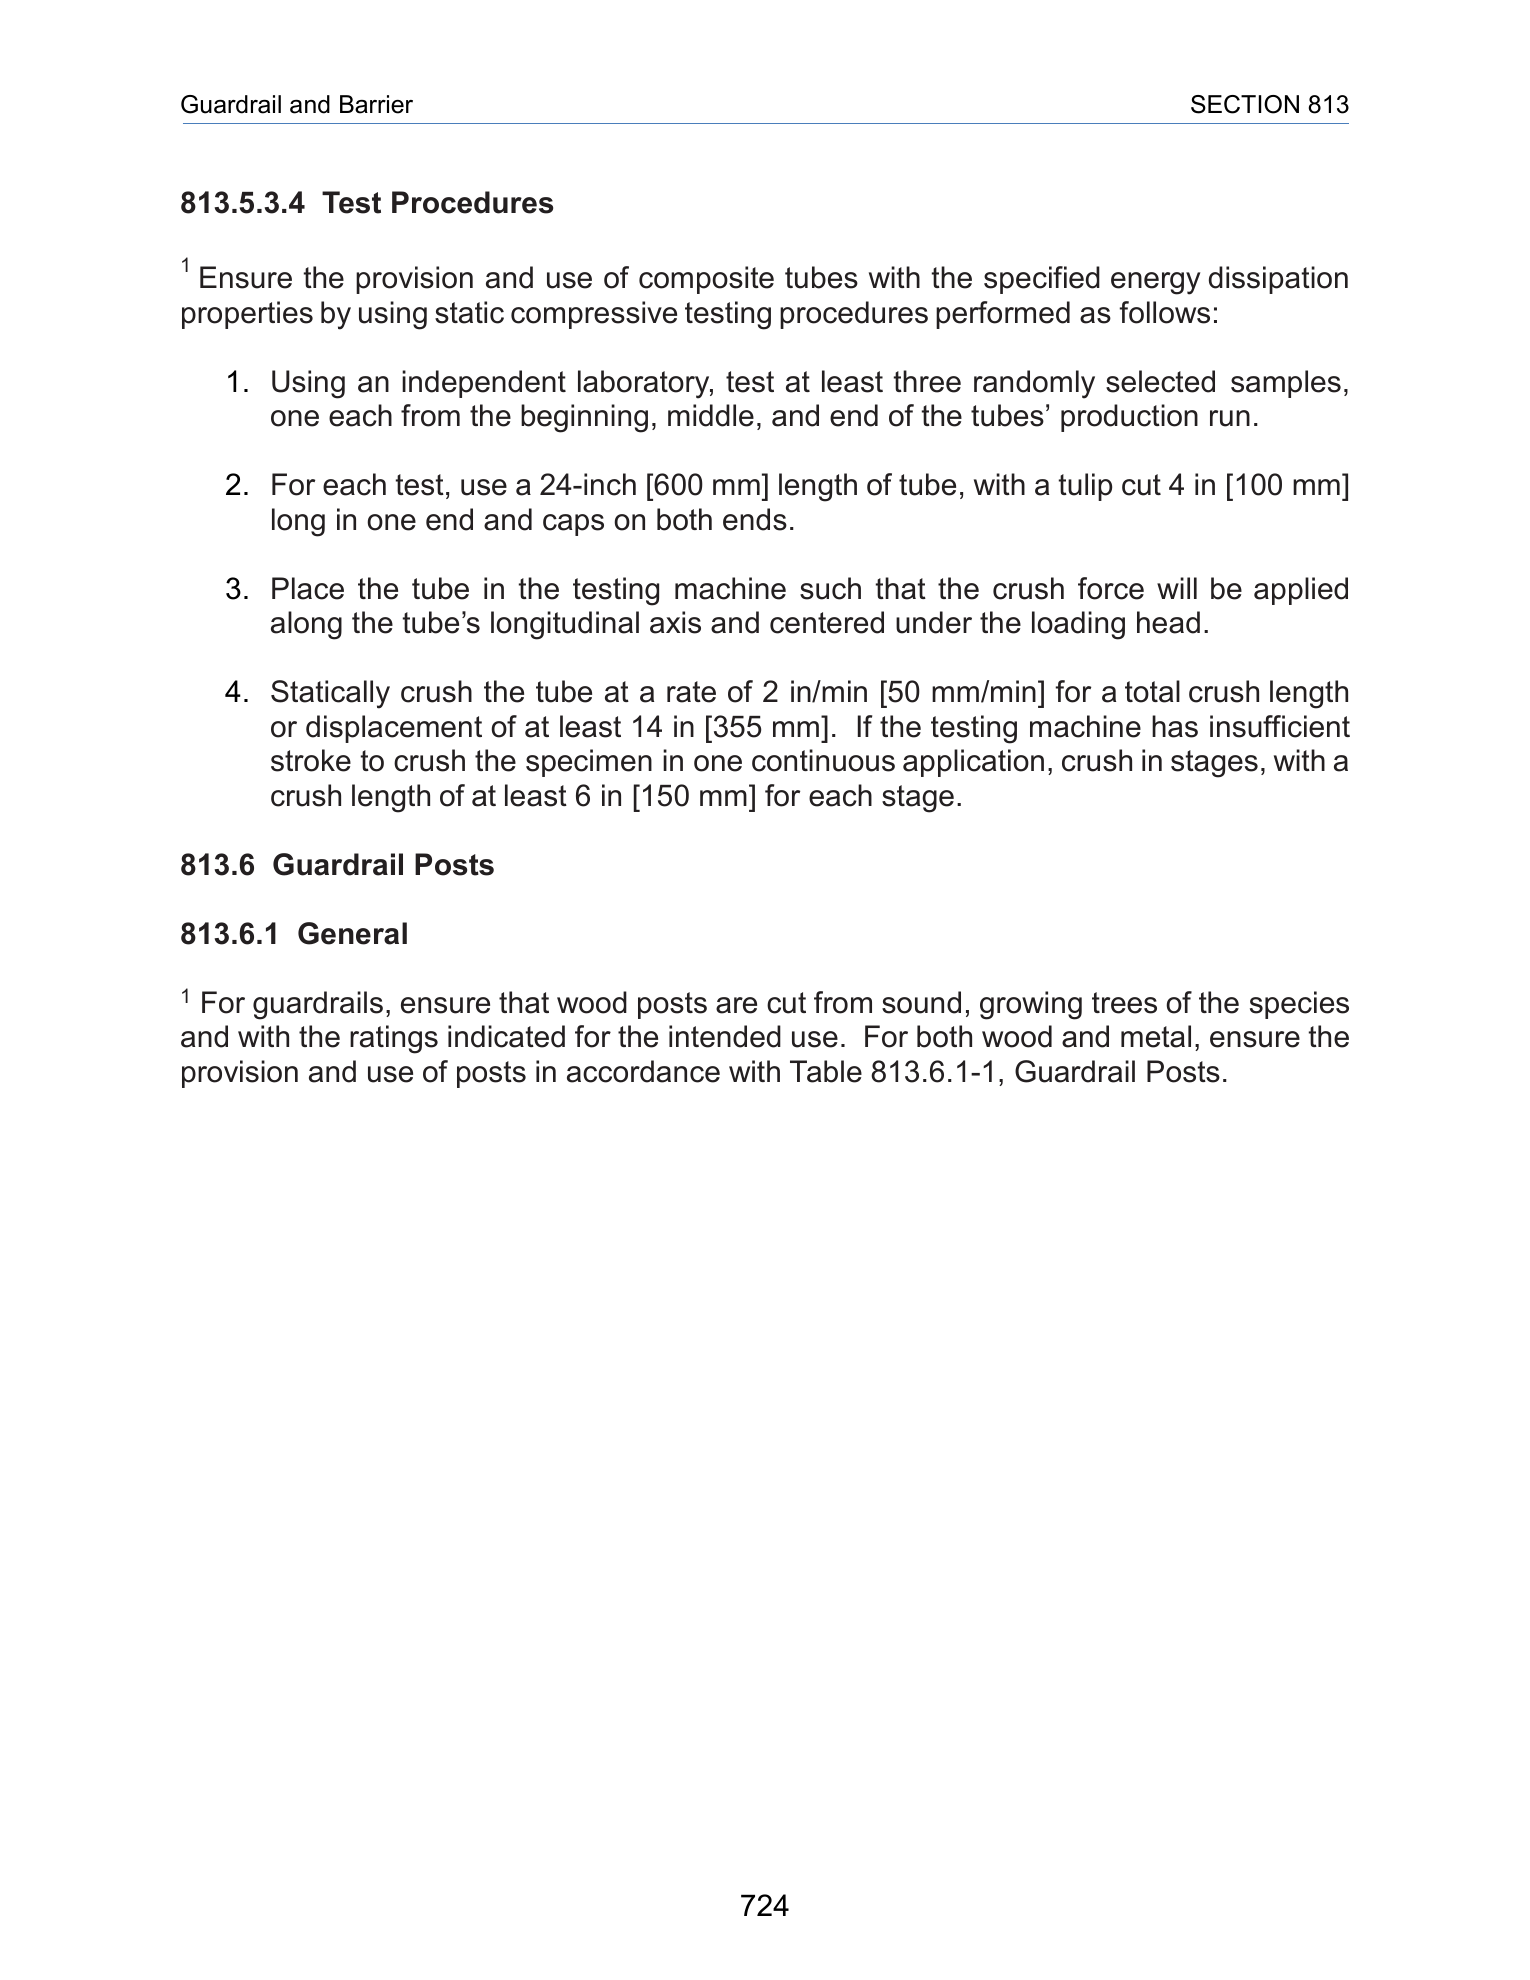 Guardrail and Barrier SECTION 813
813.5.3.4 Test Procedures
1 Ensure the provision and use of composite tubes with the specified energy dissipation
properties by using static compressive testing procedures performed as follows:
1. Using an independent laboratory, test at least three randomly selected samples,
one each from the beginning, middle, and end of the tubes’ production run.
2. For each test, use a 24-inch [600 mm] length of tube, with a tulip cut 4 in [100 mm]
long in one end and caps on both ends.
3. Place the tube in the testing machine such that the crush force will be applied
along the tube’s longitudinal axis and centered under the loading head.
4. Statically crush the tube at a rate of 2 in/min [50 mm/min] for a total crush length
or displacement of at least 14 in [355 mm]. If the testing machine has insufficient
stroke to crush the specimen in one continuous application, crush in stages, with a
crush length of at least 6 in [150 mm] for each stage.
813.6 Guardrail Posts
813.6.1 General
1 For guardrails, ensure that wood posts are cut from sound, growing trees of the species
and with the ratings indicated for the intended use. For both wood and metal, ensure the
provision and use of posts in accordance with Table 813.6.1-1, Guardrail Posts.
724